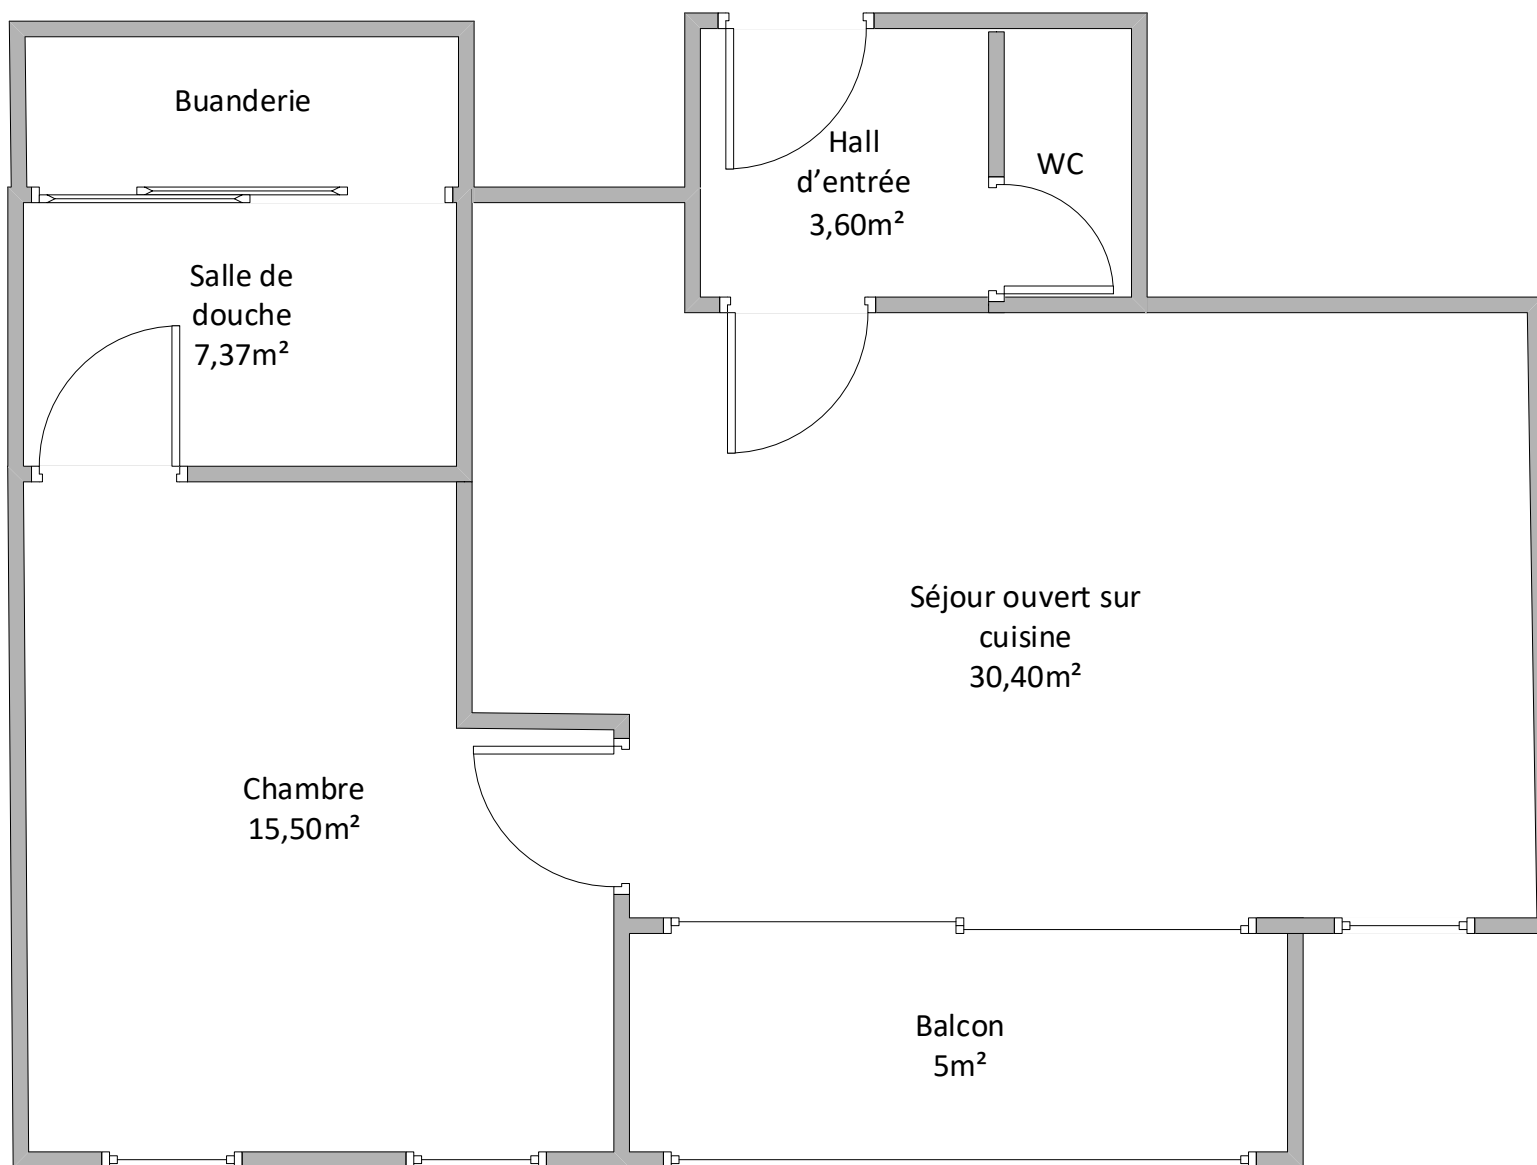 Buanderie
Hall
d’entrée
3,60m²
WC
Salle de
douche
7,37m²
Séjour ouvert sur
cuisine
30,40m²
Chambre
15,50m²
Balcon
5m²